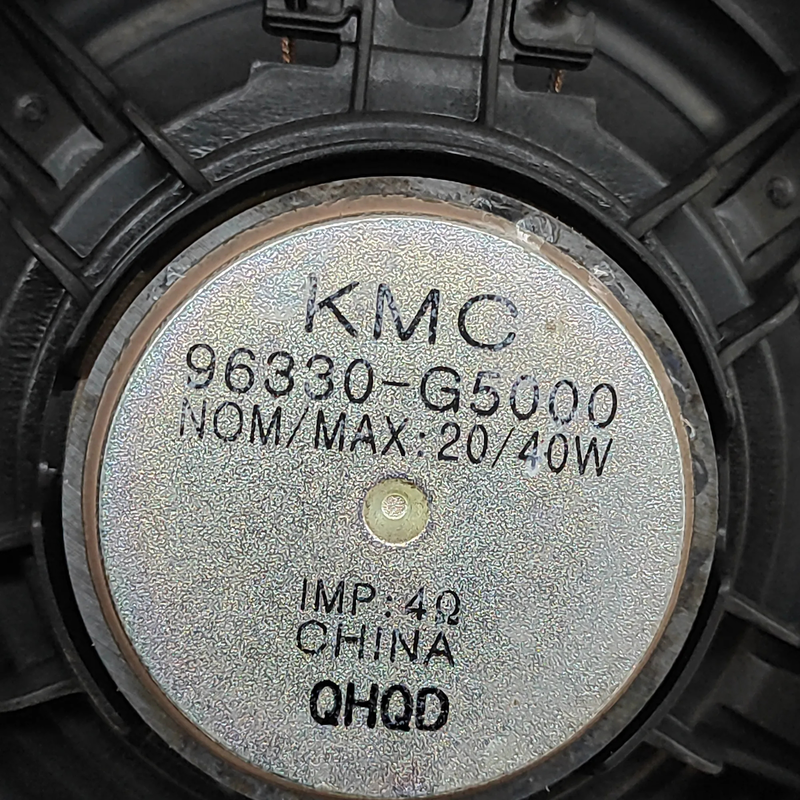 KMC
96330-G5000
NOM/MAX:20/40W
IMP:4Ω
CHINA
QHQD